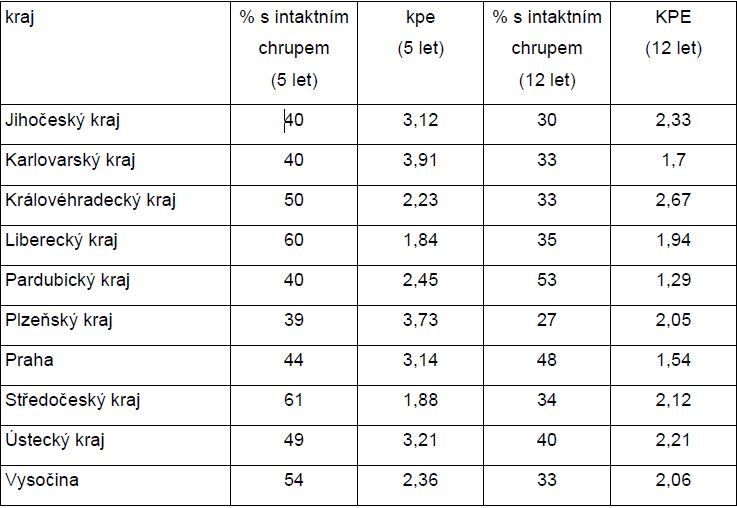 kraj % s intaktním kpe % s intaktním KPE
chrupem (5 let) chrupem (12 let)
(5 let) (12 let)
Jihočeský kraj 40 3,12 30 2,33
Karlovarský kraj 40 3,91 33 1,7
Královéhradecký kraj 50 2,23 33 2,67
Liberecký kraj 60 1,84 35 1,94
Pardubický kraj 40 2,45 53 1,29
Plzeňský kraj 39 3,73 27 2,05
Praha 44 3,14 48 1,54
Středočeský kraj 61 1,88 34 2,12
Ústecký kraj 49 3,21 40 2,21
Vysočina 54 2,36 33 2,06